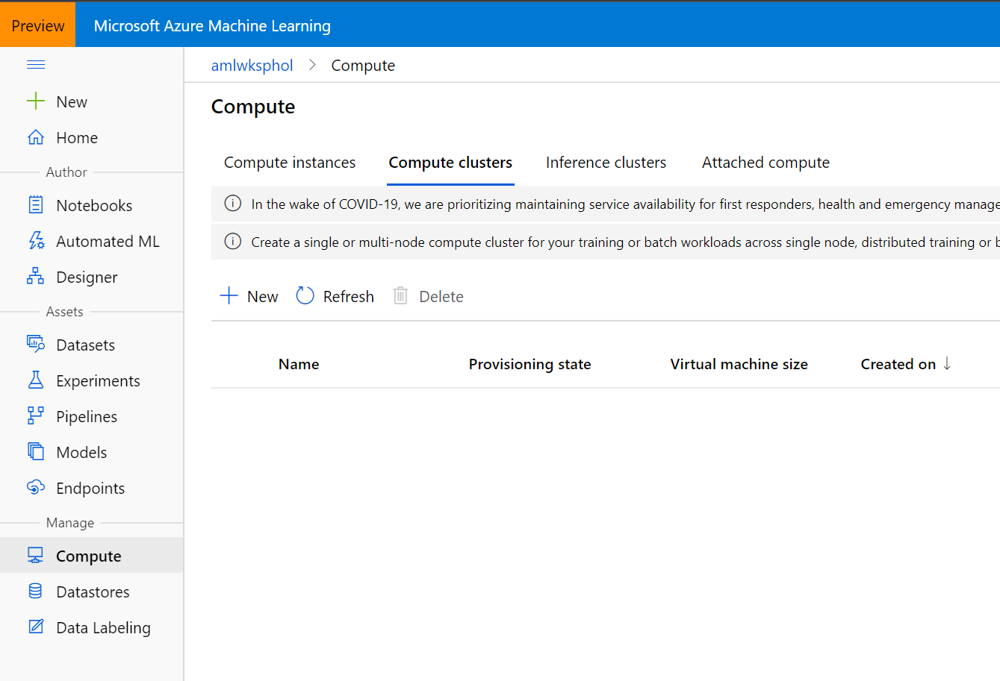 Preview Microsoft Azure Machine Learning
amlwksphol > Compute
New
Home
Author
Notebooks
Automated ML
Designer
Assets
Datasets
Experiments
Pipelines
Models
Endpoints
Manage
Compute
Datastores
Data Labeling
Compute
Compute instances Compute clusters Inference clusters Attached compute
In the wake of COVID-19, we are prioritizing maintaining service availability for first responders, health and emergency manage
Create a single or multi-node compute cluster for your training or batch workloads across single node, distributed training or b
New Refresh Delete
Name Provisioning state Virtual machine size Created on ↓